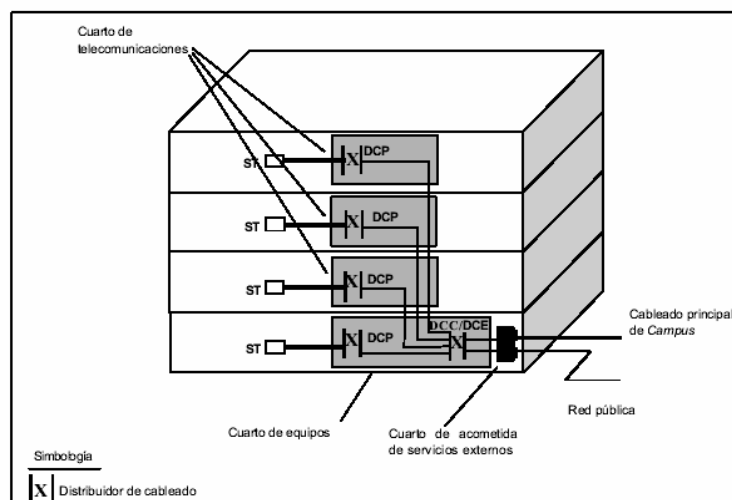 Cuarto de
telecomunicaciones
X DCP
ST
X DCP
ST
X DCP
ST
DCC/DCE
X DCP
X
ST
Cableado principal
de Campus
Red pública
Cuarto de equipos
Cuarto de acometida
de servicios externos
Simbología
X Distribuidor de cableado